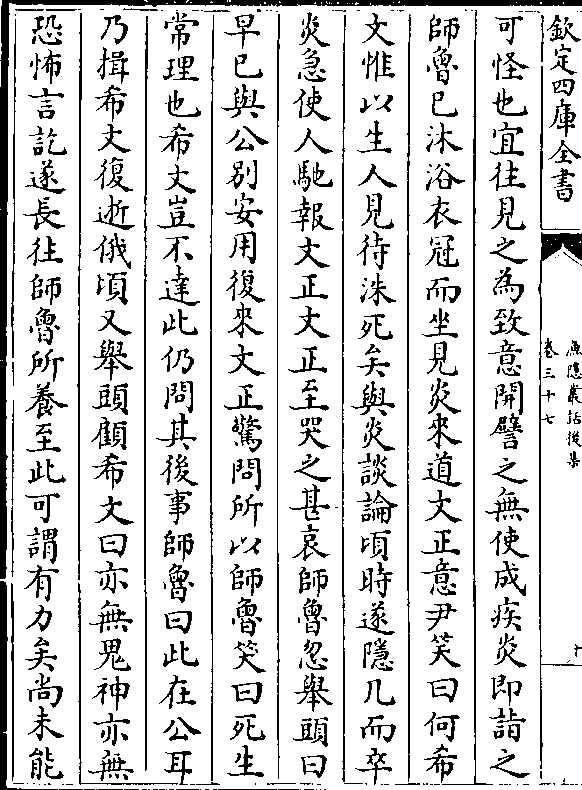 欽定四庫全書
漁隱叢話後集
卷三十七
十
可怪也宜往見之為致意開譬之無使成疾炎即詣之
師魯已沐浴衣冠而坐見炎來道文正意尹笑曰何希
文惟以生人見待洙死矣與炎談論頃時遂隱几而卒
炎急使人馳報文正文正至哭之甚哀師魯忽舉頭曰
早已與公别安用復來文正驚問所以師魯笑曰死生
常理也希文豈不達此仍問其後事師魯曰此在公耳
乃揖希文復逝俄頃又舉頭顧希文曰亦無鬼神亦無
恐怖言訖遂長往師魯所養至此可謂有力矣尚未能